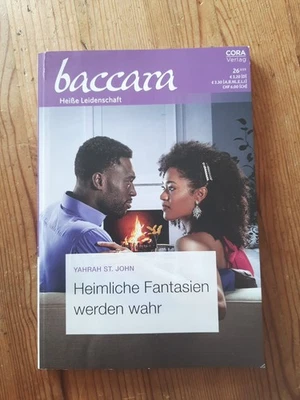 baccara
Heiße Leidenschaft
CORA
Verlag
YAHRAH ST. JOHN
Heimliche Fantasien
werden wahr